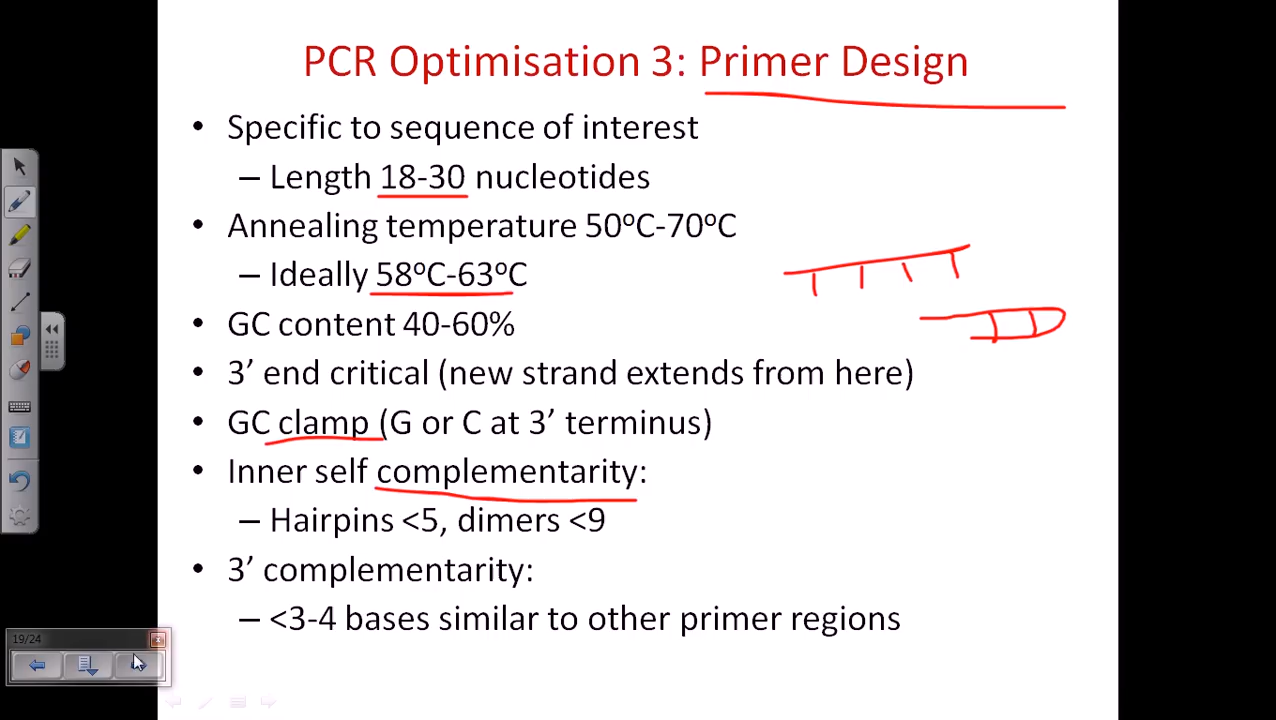 PCR Optimisation 3: Primer Design
• Specific to sequence of interest
– Length 18-30 nucleotides
• Annealing temperature 50ºC-70ºC
– Ideally 58ºC-63ºC
• GC content 40-60%
• 3’ end critical (new strand extends from here)
• GC clamp (G or C at 3’ terminus)
• Inner self complementarity:
– Hairpins <5, dimers <9
• 3’ complementarity:
– <3-4 bases similar to other primer regions
19/24